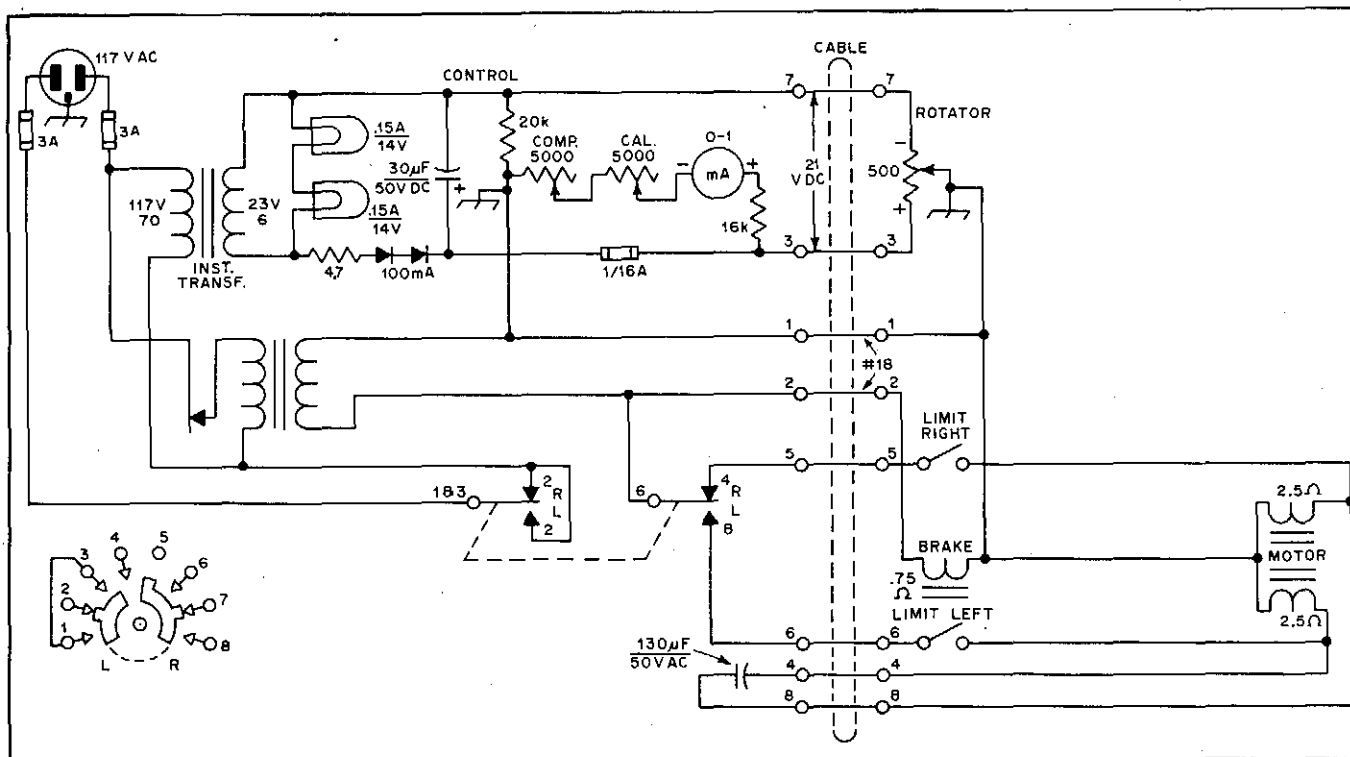 117 V AC
3A
3A
117V
70
23V
6
INST.
TRANSF.
.15A
14V
.15A
14V
4.7
100mA
CONTROL
30µF
50V DC
+
20k
COMP.
5000
CAL.
5000
-
0-1
mA
+
16k
1/16A
CABLE
7
7
21
V DC
3
3
ROTATOR
-
500
+
1
1
#18
2
2
183
2
R
L
2
6
4
R
L
8
5
5
LIMIT
RIGHT
BRAKE
.75
Ω
LIMIT LEFT
6
6
2.5Ω
MOTOR
2.5Ω
130µF
50V AC
4
4
8
8
1
2
3
4
5
6
7
8
L
R